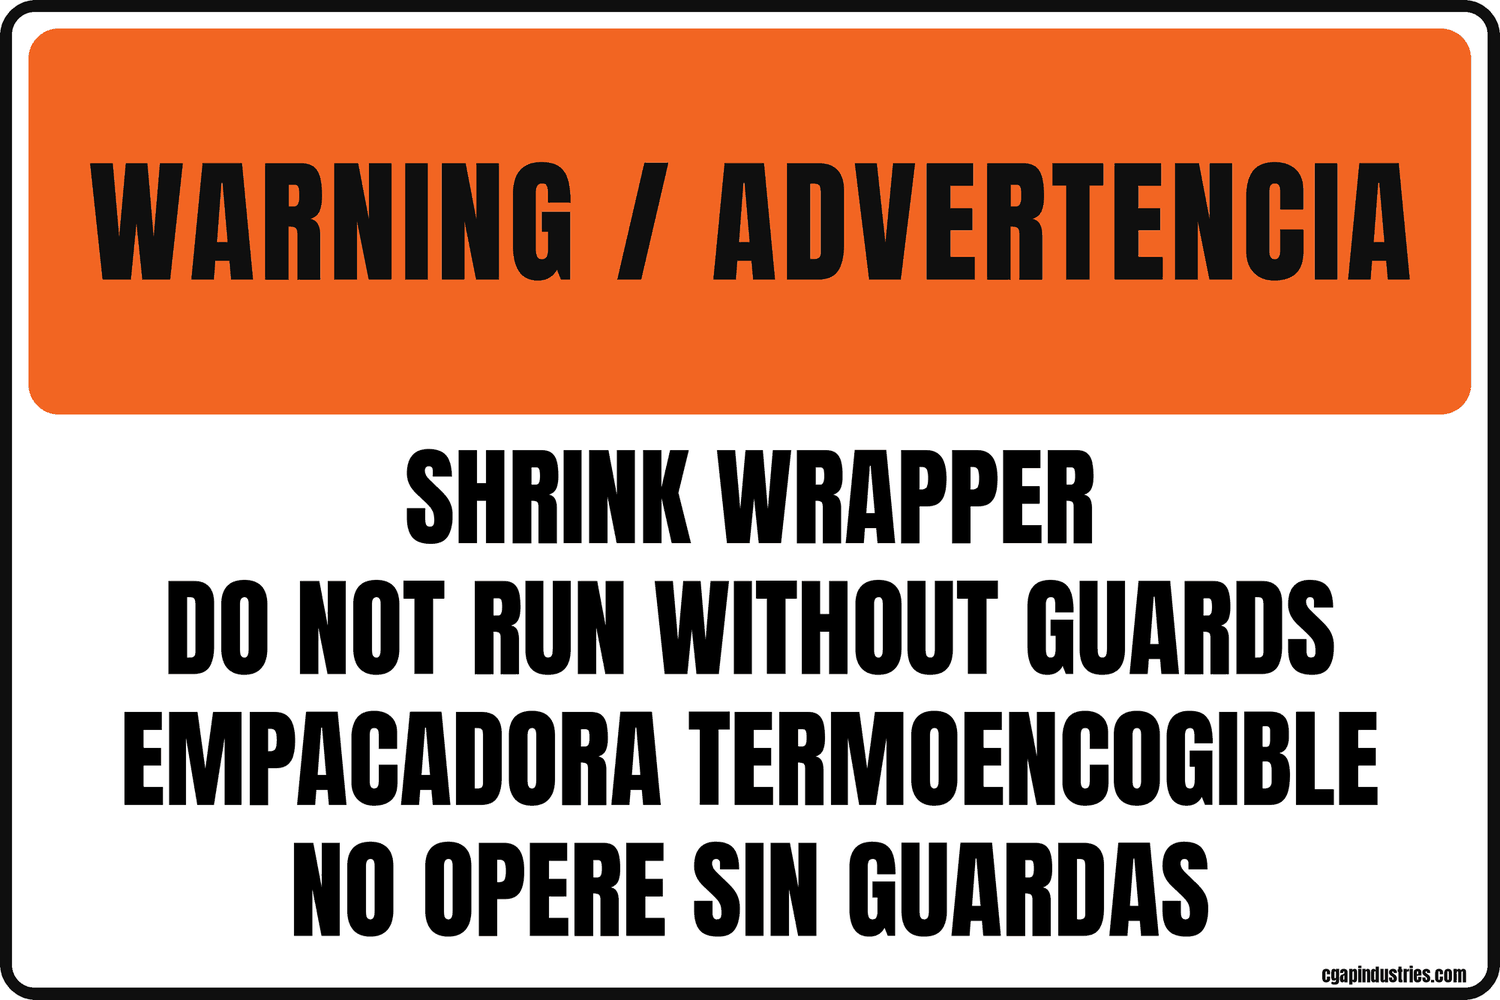 WARNING / ADVERTENCIA
SHRINK WRAPPER
DO NOT RUN WITHOUT GUARDS
EMPACADORA TERMOENCOGIBLE
NO OPERE SIN GUARDAS
cgapindustries.com